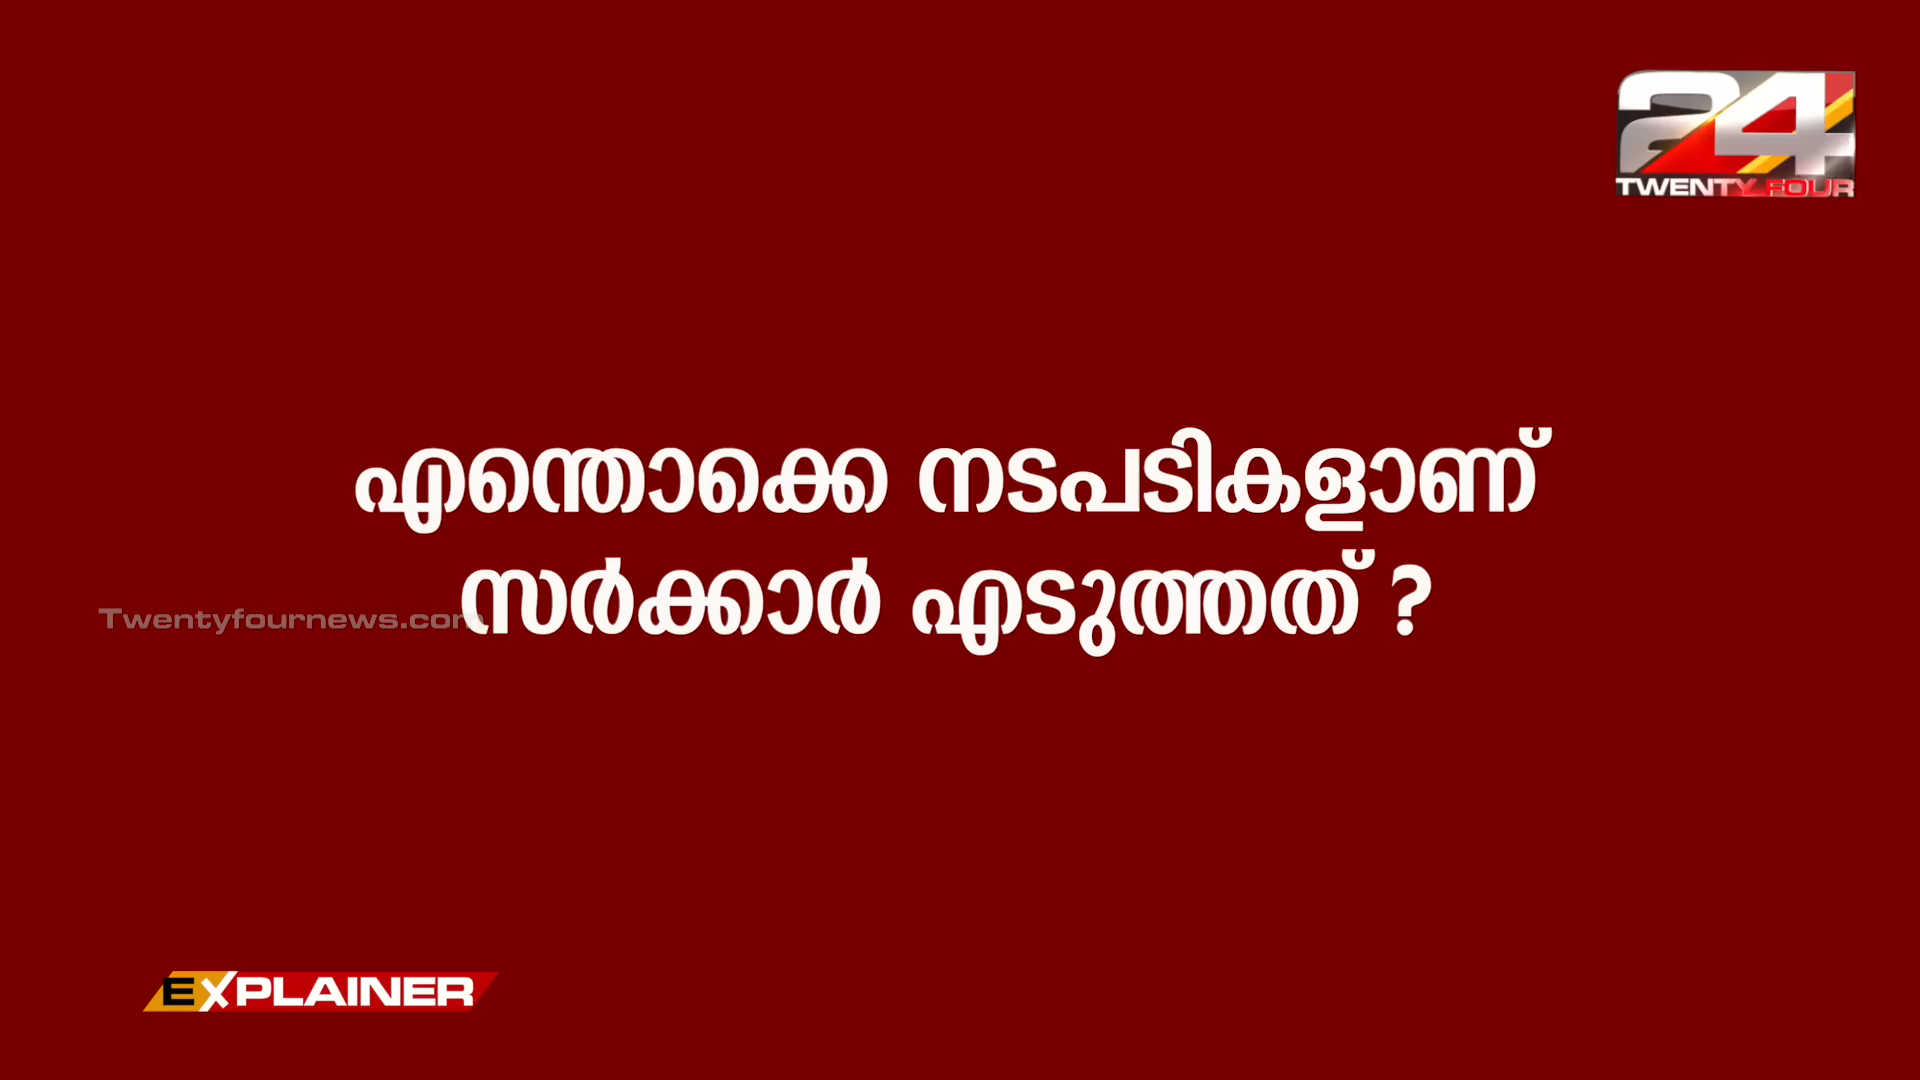 24
TWENTY FOUR
എന്തൊക്കെ നടപടികളാണ്
സർക്കാർ എടുത്തത് ?
Twentyfournews.com
EXPLAINER